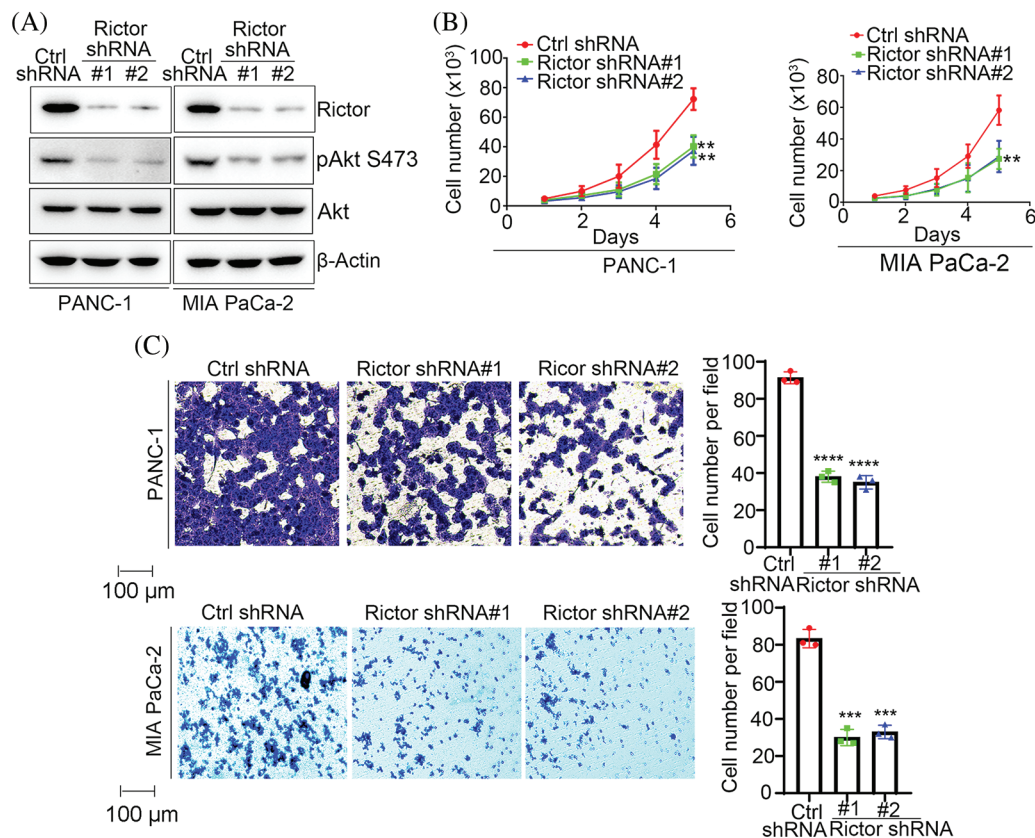 (A)
Ctrl
shRNA
Rictor
shRNA
#1 #2
Ctrl
shRNA
Rictor
shRNA
#1 #2
Rictor
pAkt S473
Akt
β-Actin
PANC-1
MIA PaCa-2
(B)
Ctrl shRNA
Rictor shRNA#1
Rictor shRNA#2
Cell number (x10³)
100
80
60
40
20
0
**
**
0 2 4 6
Days
PANC-1
Ctrl shRNA
Rictor shRNA#1
Rictor shRNA#2
Cell number (x10³)
80
60
40
20
0
**
0 1 2 3 4 5 6
Days
MIA PaCa-2
(C)
Ctrl shRNA
Rictor shRNA#1
Ricor shRNA#2
PANC-1
100 µm
Cell number per field
100
80
60
40
20
0
****
****
Ctrl
shRNA
#1 #2
Rictor shRNA
Ctrl shRNA
Rictor shRNA#1
Rictor shRNA#2
MIA PaCa-2
100 µm
Cell number per field
100
80
60
40
20
0
***
***
Ctrl
shRNA
#1 #2
Rictor shRNA